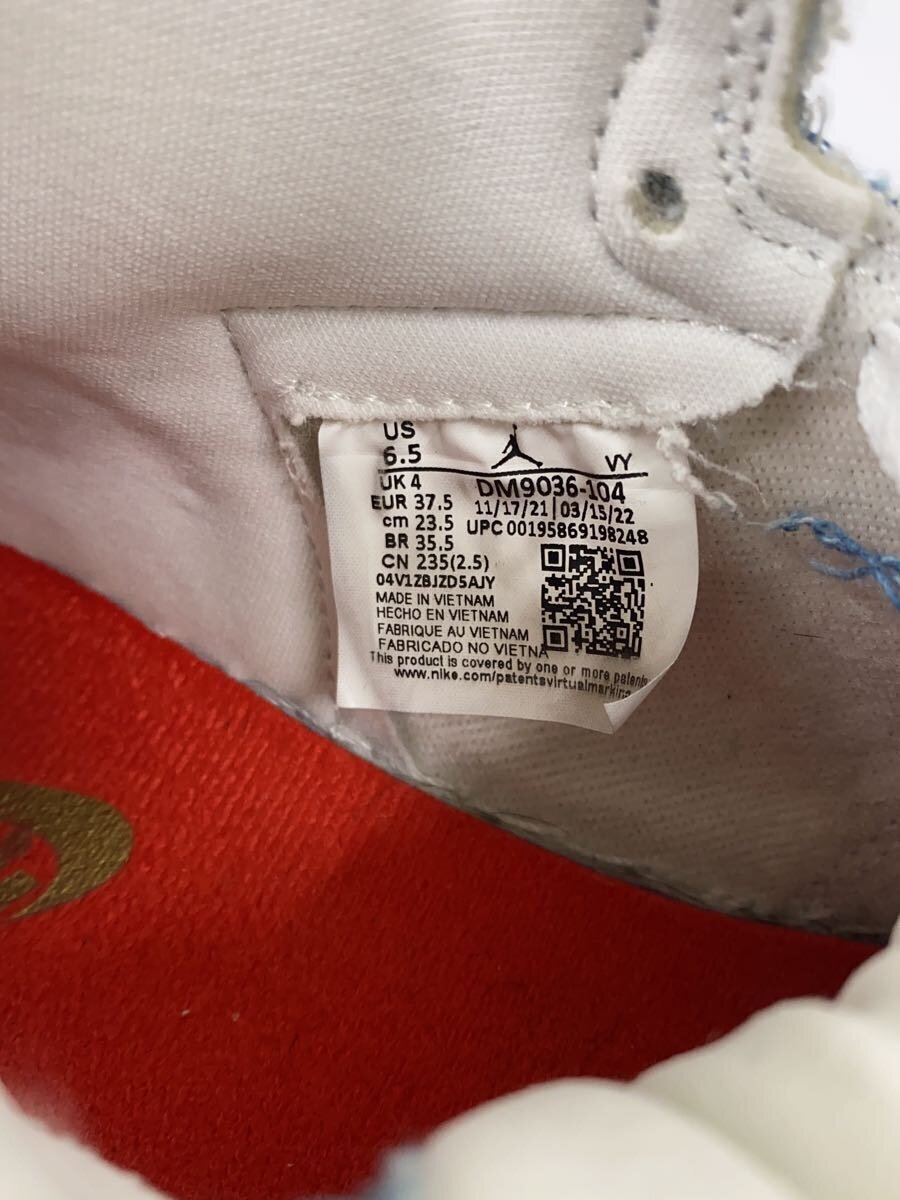 US
6.5
VY
UK 4
DM9036-104
EUR 37.5
11/17/21 | 03/15/22
cm 23.5
UPC 00195869198248
BR 35.5
CN 235(2.5)
04V1ZBJZD5AJY
MADE IN VIETNAM
HECHO EN VIETNAM
FABRIQUE AU VIETNAM
FABRICADO NO VIETNA
This product is covered by one or more patents
www.nike.com/patentsvirtualmarking